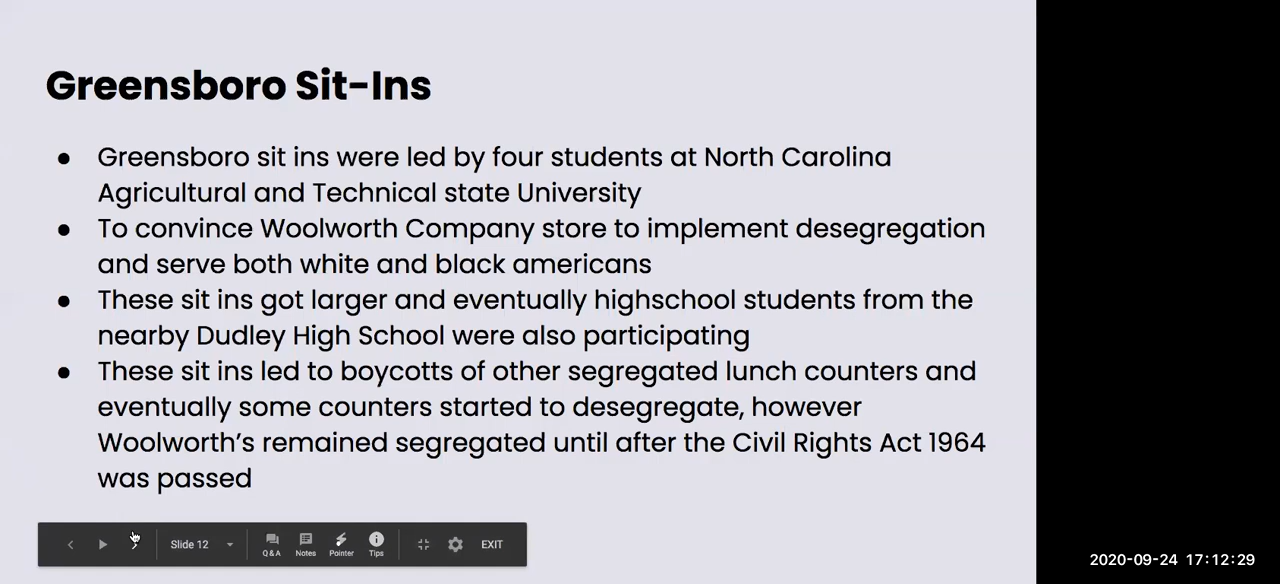 Greensboro Sit-Ins
● Greensboro sit ins were led by four students at North Carolina
Agricultural and Technical state University
● To convince Woolworth Company store to implement desegregation
and serve both white and black americans
● These sit ins got larger and eventually highschool students from the
nearby Dudley High School were also participating
● These sit ins led to boycotts of other segregated lunch counters and
eventually some counters started to desegregate, however
Woolworth's remained segregated until after the Civil Rights Act 1964
was passed
Slide 12
Q&A
Notes
Pointer
Tips
EXIT
2020-09-24 17:12:29